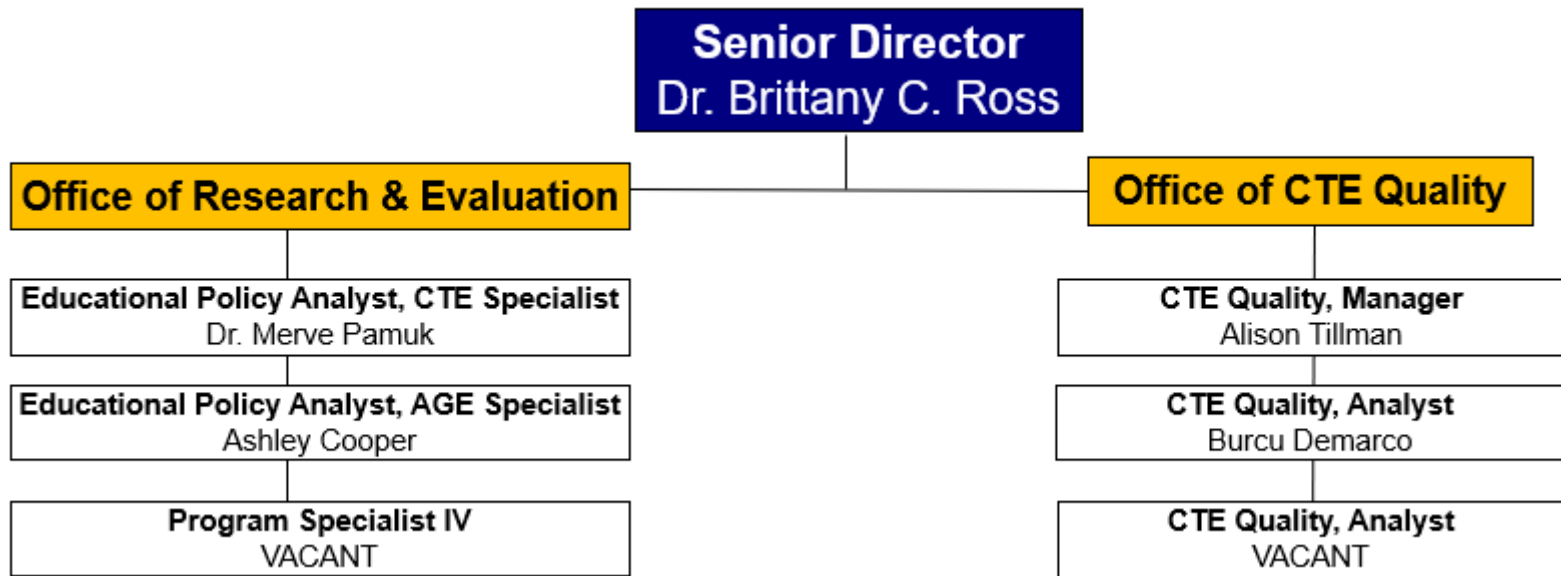 Senior Director
Dr. Brittany C. Ross
Office of Research & Evaluation
Educational Policy Analyst, CTE Specialist
Dr. Merve Pamuk
Educational Policy Analyst, AGE Specialist
Ashley Cooper
Program Specialist IV
VACANT
Office of CTE Quality
CTE Quality, Manager
Alison Tillman
CTE Quality, Analyst
Burcu Demarco
CTE Quality, Analyst
VACANT